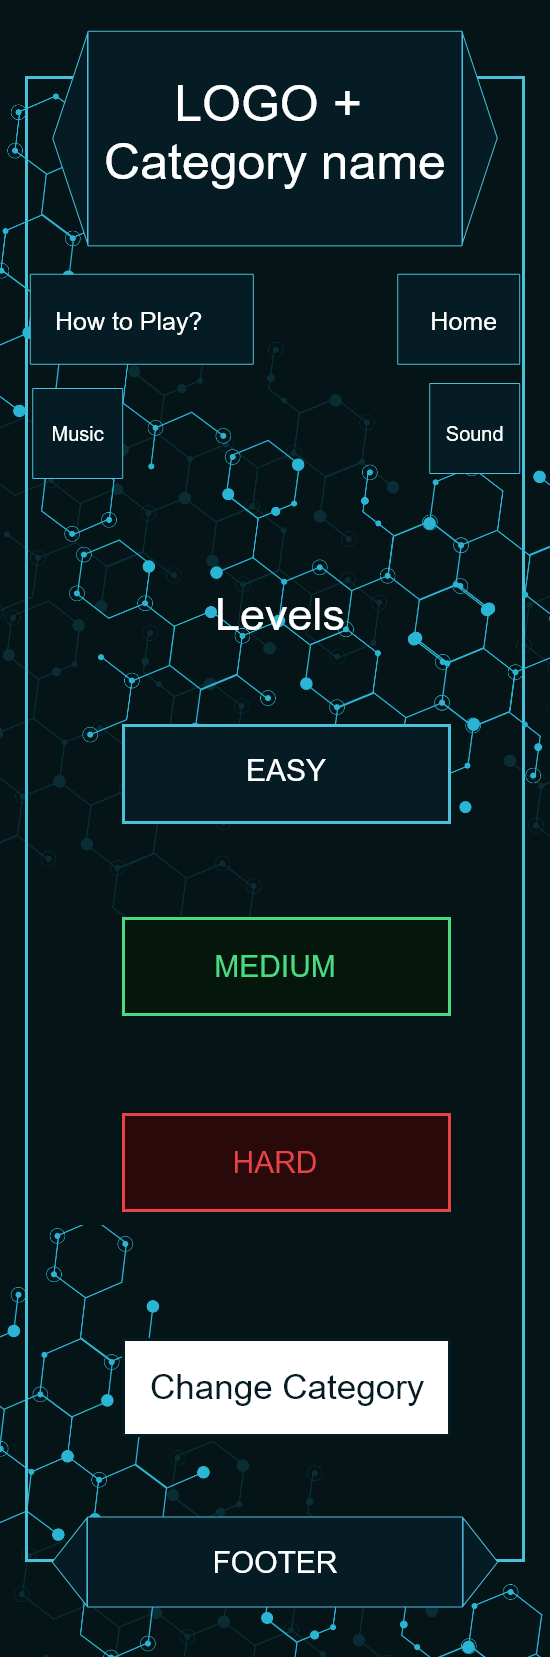 LOGO +
Category name
How to Play?
Home
Music
Sound
Levels
EASY
MEDIUM
HARD
Change Category
FOOTER